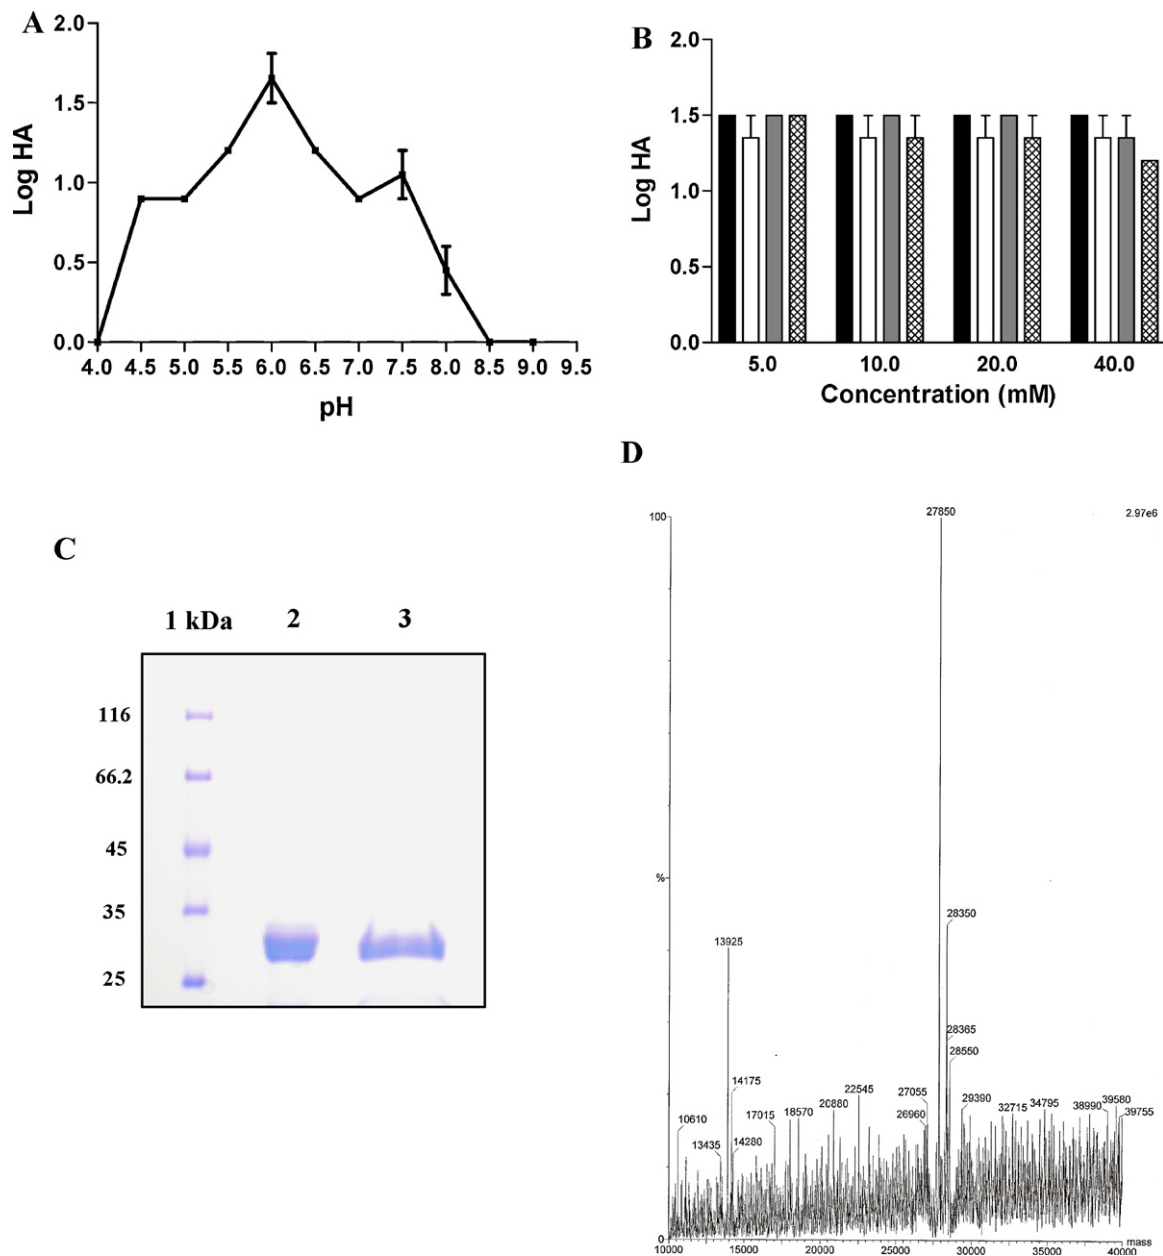 A
2.0
1.5
1.0
0.5
0.0
Log HA
4.0 4.5 5.0 5.5 6.0 6.5 7.0 7.5 8.0 8.5 9.0 9.5
pH
B
2.0
1.5
1.0
0.5
0.0
Log HA
5.0 10.0 20.0 40.0
Concentration (mM)
C
1 kDa 2 3
116
66.2
45
35
25
D
100
27850
2.97e6
%
28350
13925
28365
28550
14175
22545
27055
20880
29390
34795
39580
10610
17015
18570
26960
32715
38990
39755
13435
14280
0
10000 15000 20000 25000 30000 35000 40000
mass